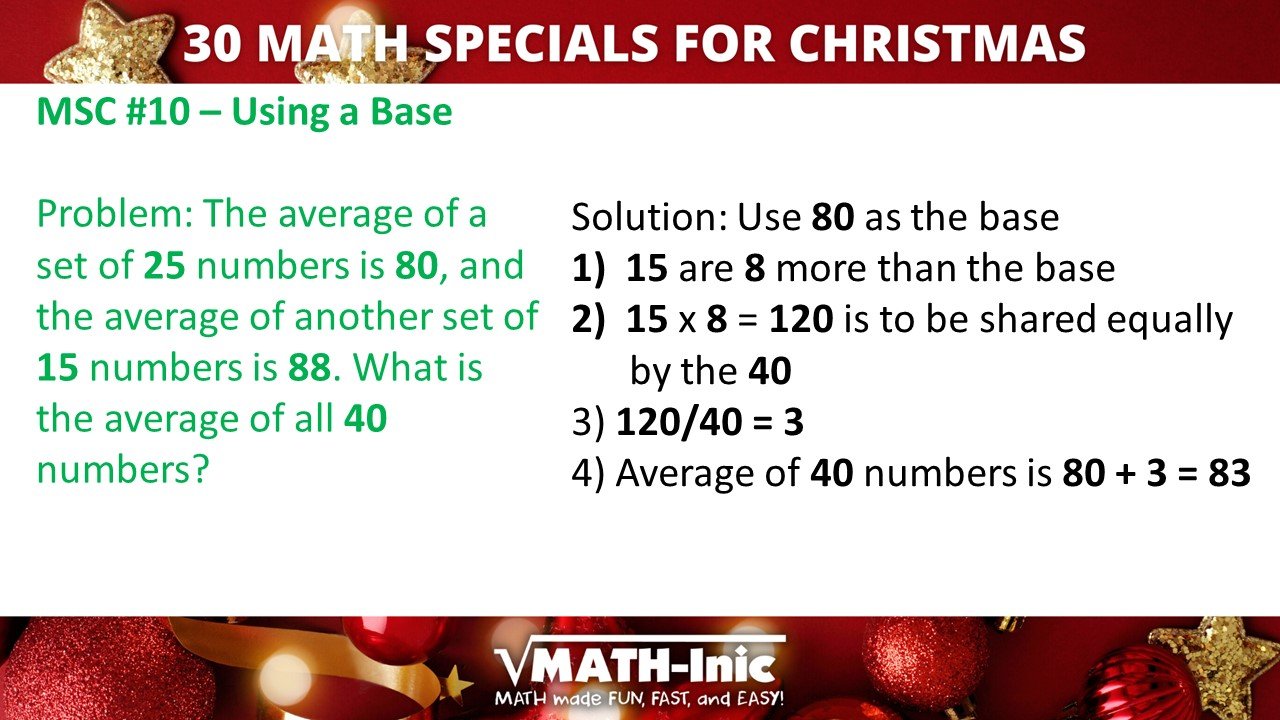 30 MATH SPECIALS FOR CHRISTMAS
MSC #10 – Using a Base
Problem: The average of a
set of 25 numbers is 80, and
the average of another set of
15 numbers is 88. What is
the average of all 40
numbers?
Solution: Use 80 as the base
1) 15 are 8 more than the base
2) 15 x 8 = 120 is to be shared equally
by the 40
3) 120/40 = 3
4) Average of 40 numbers is 80 + 3 = 83
√MATH-Inic
MATH made FUN, FAST, and EASY!